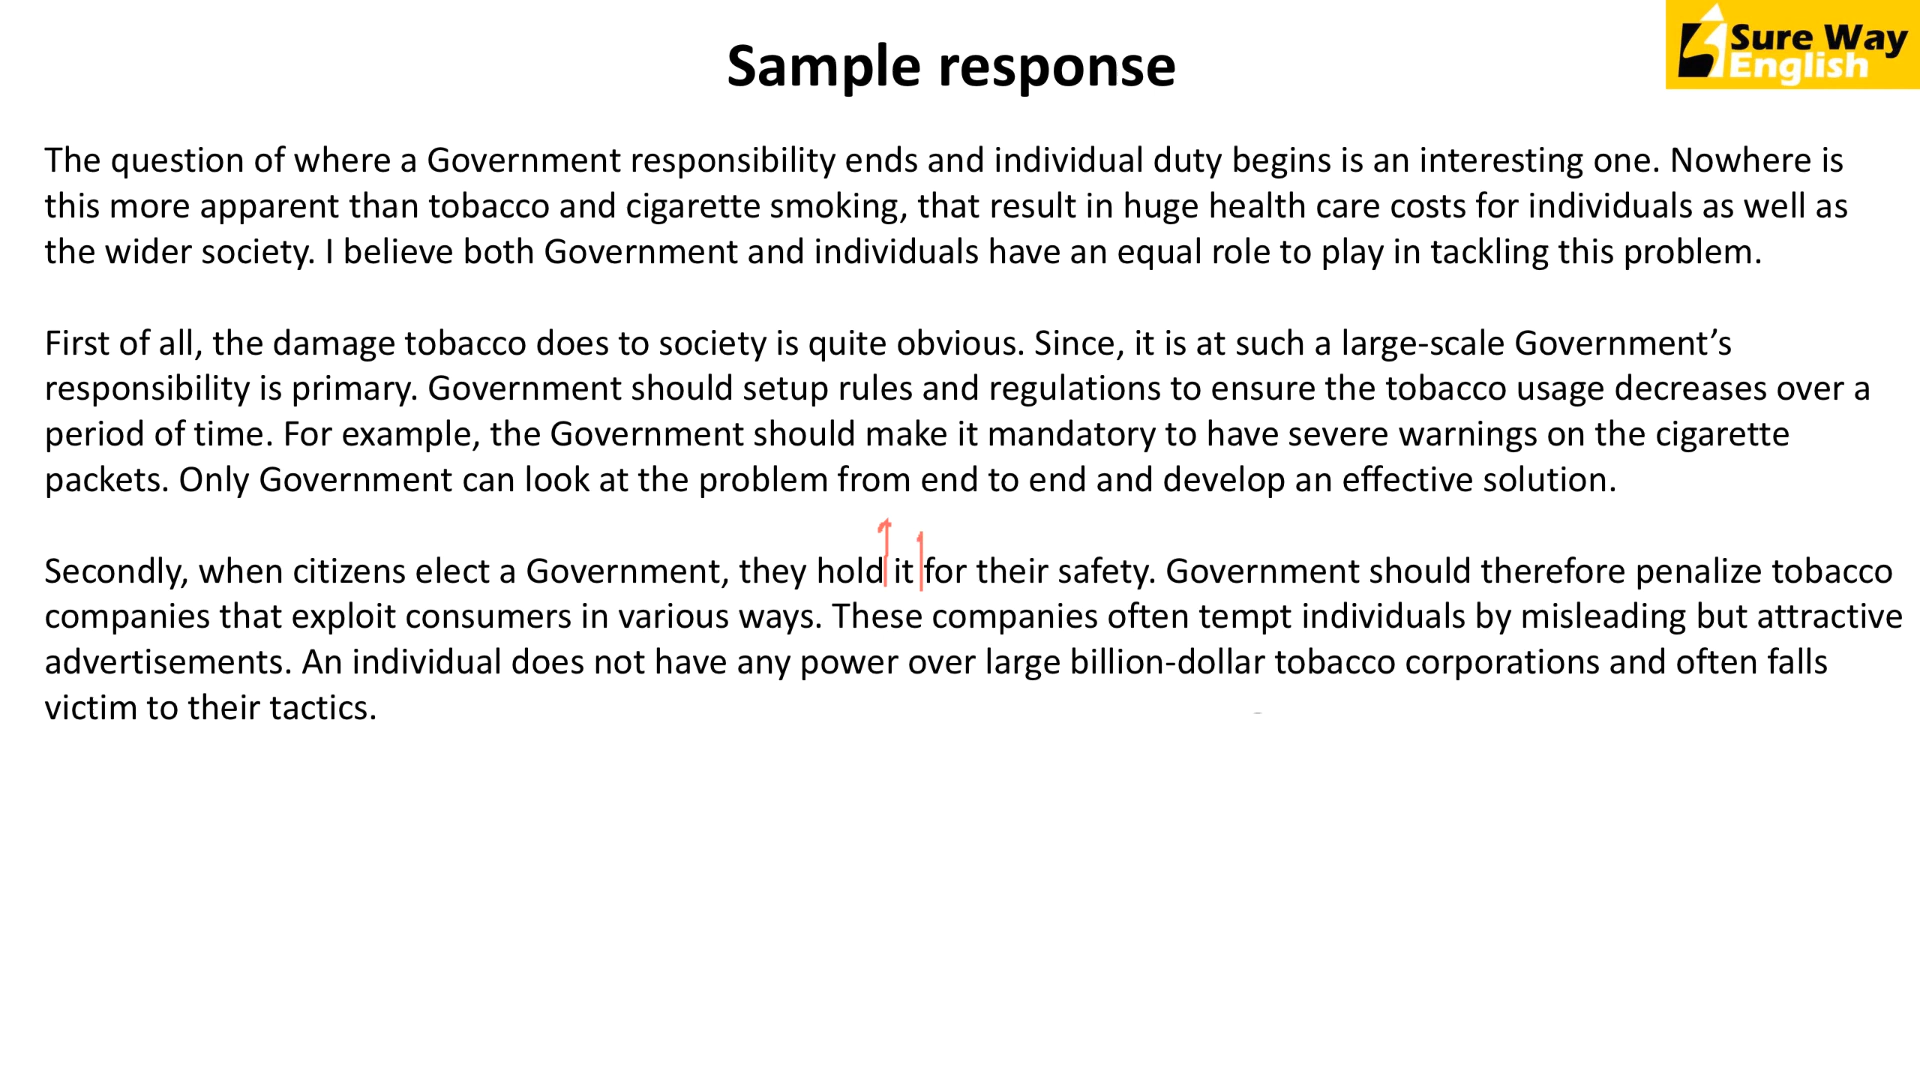 Sample response
Sure Way
English
The question of where a Government responsibility ends and individual duty begins is an interesting one. Nowhere is
this more apparent than tobacco and cigarette smoking, that result in huge health care costs for individuals as well as
the wider society. I believe both Government and individuals have an equal role to play in tackling this problem.
First of all, the damage tobacco does to society is quite obvious. Since, it is at such a large-scale Government’s
responsibility is primary. Government should setup rules and regulations to ensure the tobacco usage decreases over a
period of time. For example, the Government should make it mandatory to have severe warnings on the cigarette
packets. Only Government can look at the problem from end to end and develop an effective solution.
Secondly, when citizens elect a Government, they hold it for their safety. Government should therefore penalize tobacco
companies that exploit consumers in various ways. These companies often tempt individuals by misleading but attractive
advertisements. An individual does not have any power over large billion-dollar tobacco corporations and often falls
victim to their tactics.